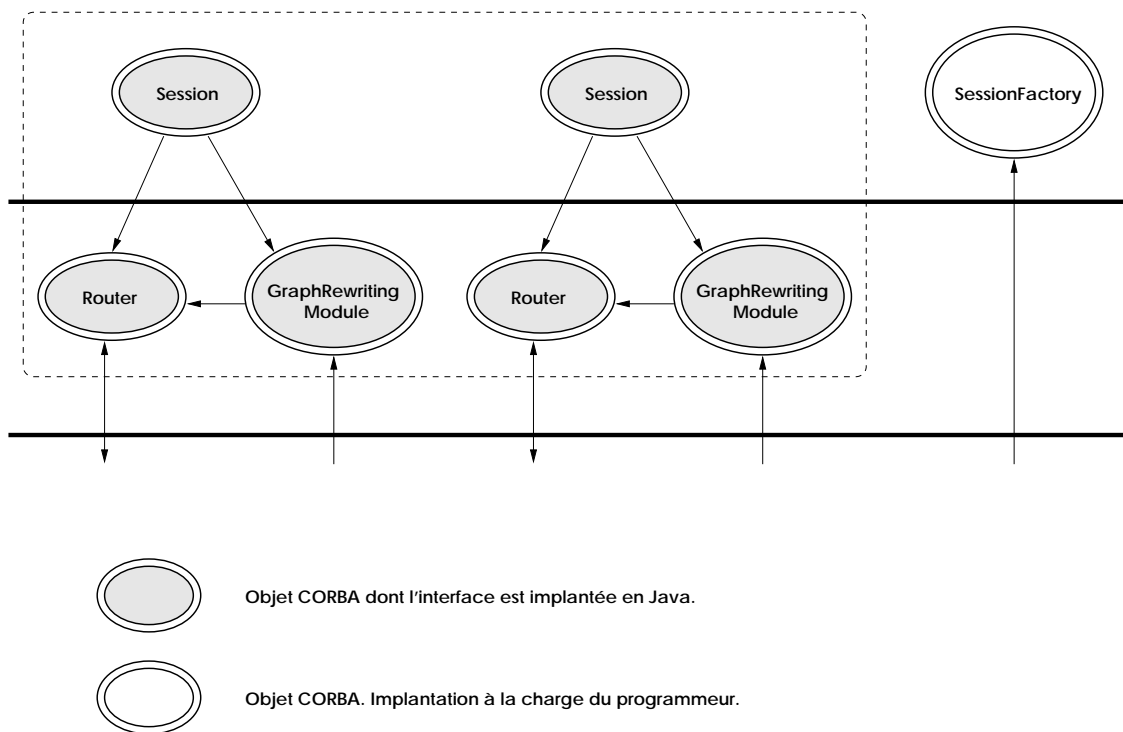 Session
Session
SessionFactory
Router
GraphRewriting
Module
Router
GraphRewriting
Module
Objet CORBA dont l'interface est implantée en Java.
Objet CORBA. Implantation à la charge du programmeur.